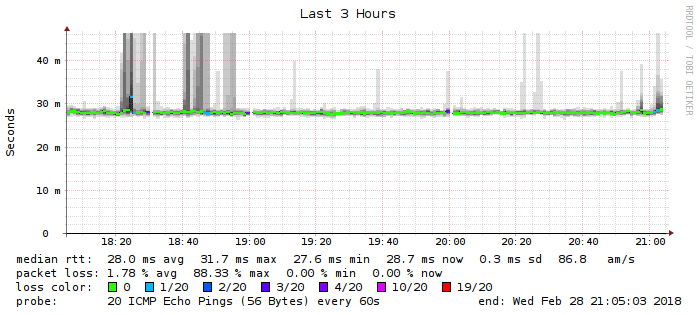 Last 3 Hours
RRDTOOL / TOBI OETIKER
Seconds
40 m
30 m
20 m
10 m
0
18:20 18:40 19:00 19:20 19:40 20:00 20:20 20:40 21:00
median rtt: 28.0 ms avg 31.7 ms max 27.6 ms min 28.7 ms now 0.3 ms sd 86.8 am/s
packet loss: 1.78 % avg 88.33 % max 0.00 % min 0.00 % now
loss color: 0 1/20 2/20 3/20 4/20 10/20 19/20
probe: 20 ICMP Echo Pings (56 Bytes) every 60s end: Wed Feb 28 21:05:03 2018